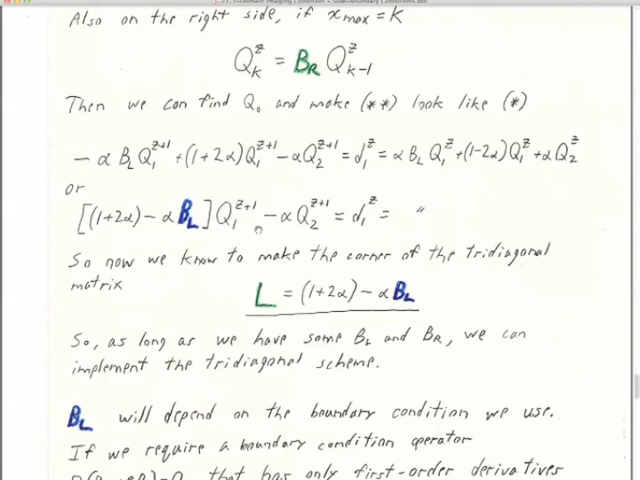 Also on the right side, if xmax = K
Q_K^z = B_R Q_{K-1}^z
Then we can find Q_0 and make (**) look like (*)
-α B_L Q_1^{z+1} + (1+2α) Q_1^{z+1} - α Q_2^{z+1} = d_1^z = α B_L Q_1^z + (1-2α) Q_1^z + α Q_2^z
or
[(1+2α) - α B_L] Q_1^{z+1} - α Q_2^{z+1} = d_1^z = "
So now we know to make the corner of the tridiagonal
matrix
L = (1+2α) - α B_L
So, as long as we have some B_L and B_R, we can
implement the tridiagonal scheme.
B_L will depend on the boundary condition we use.
If we require a boundary condition operator
that has only first-order derivatives